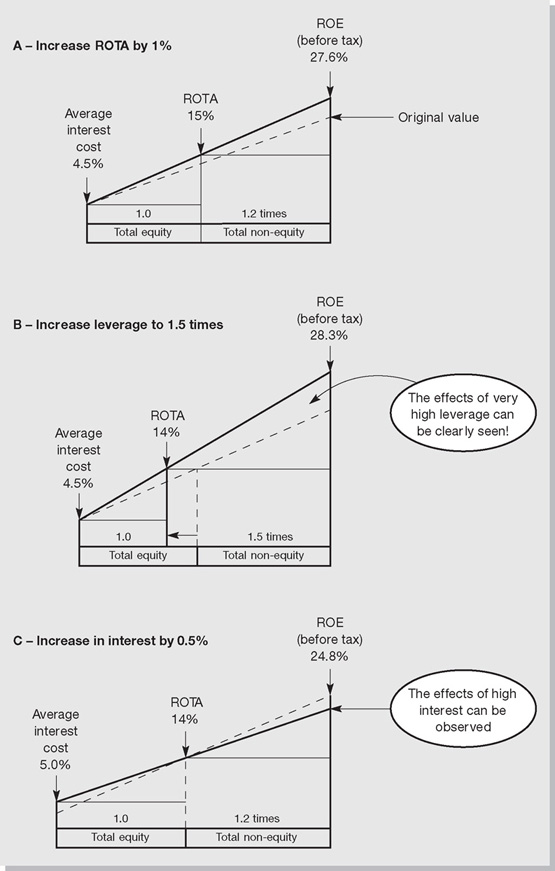 A – Increase ROTA by 1%
ROE
(before tax)
27.6%
ROTA
15%
Average
interest
cost
4.5%
Original value
1.0
1.2 times
Total equity
Total non-equity
B – Increase leverage to 1.5 times
ROE
(before tax)
28.3%
The effects of very
high leverage can
be clearly seen!
ROTA
14%
Average
interest
cost
4.5%
1.0
1.5 times
Total equity
Total non-equity
C – Increase in interest by 0.5%
ROE
(before tax)
24.8%
The effects of high
interest can be
observed
ROTA
14%
Average
interest
cost
5.0%
1.0
1.2 times
Total equity
Total non-equity